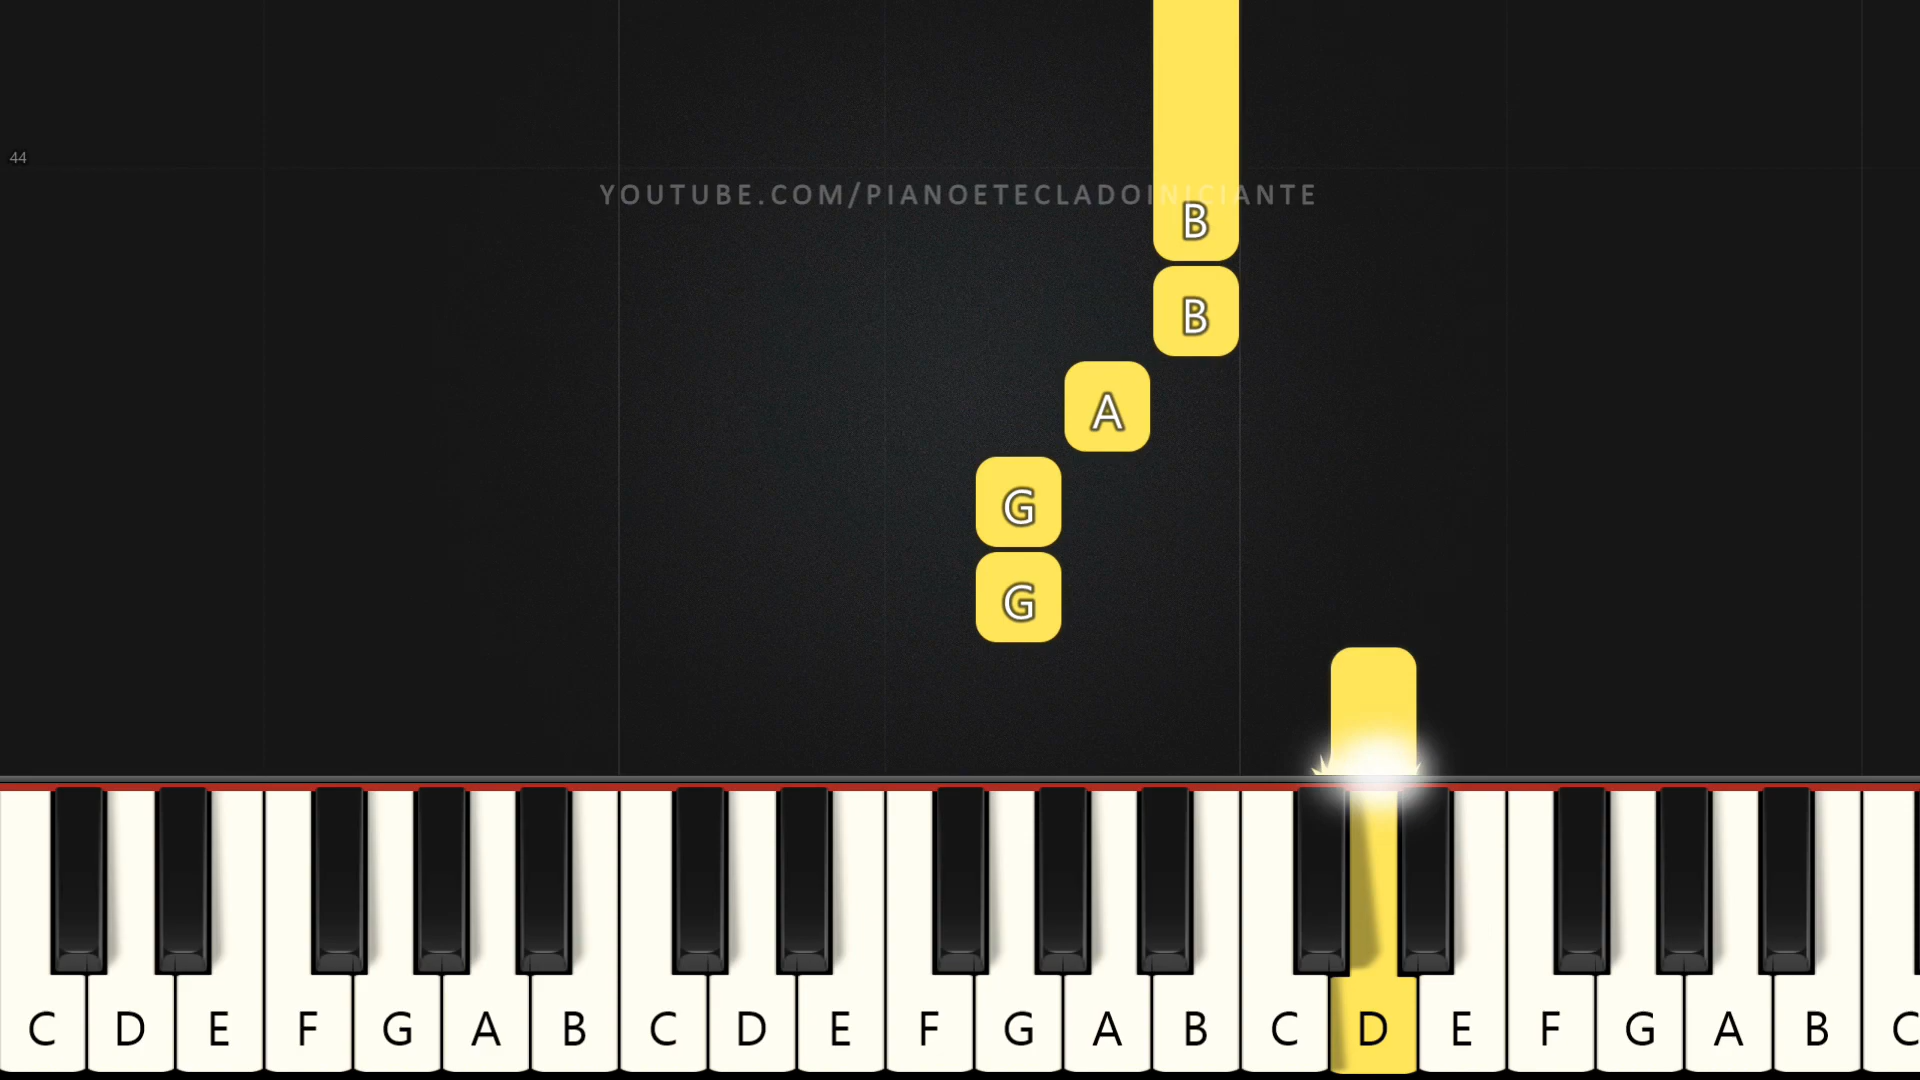 44
YOUTUBE.COM/PIANOETECLADOINICIANTE
B
B
A
G
G
C D E F G A B C D E F G A B C D E F G A B C